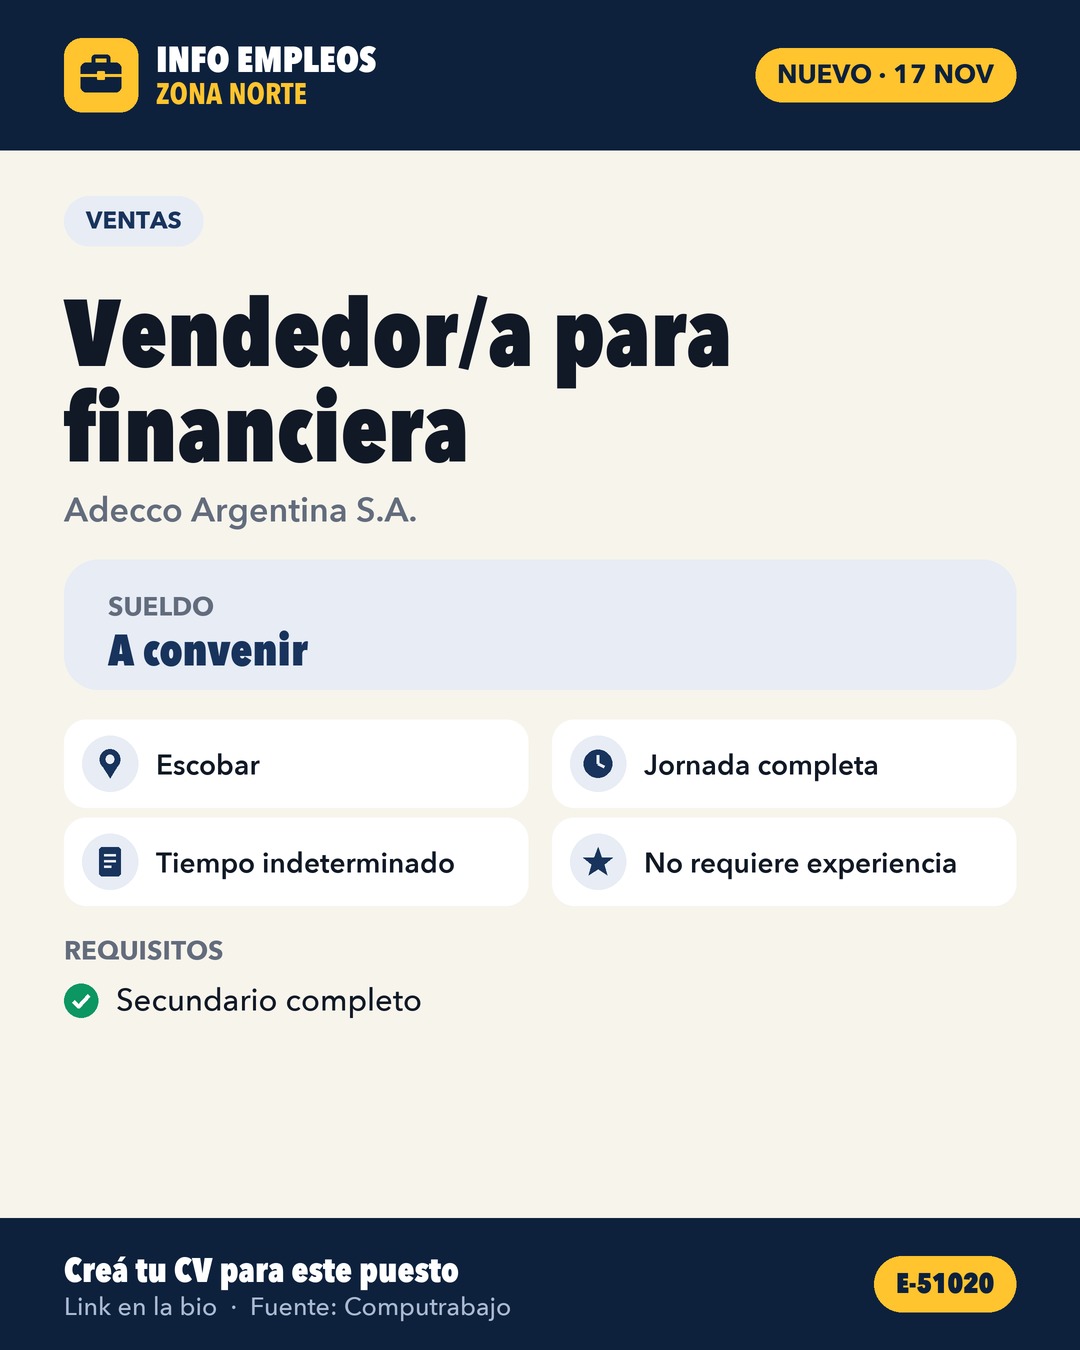 INFO EMPLEOS
ZONA NORTE
NUEVO · 17 NOV
VENTAS
Vendedor/a para
financiera
Adecco Argentina S.A.
SUELDO
A convenir
Escobar
Jornada completa
Tiempo indeterminado
No requiere experiencia
REQUISITOS
Secundario completo
Creá tu CV para este puesto
Link en la bio · Fuente: Computrabajo
E-51020